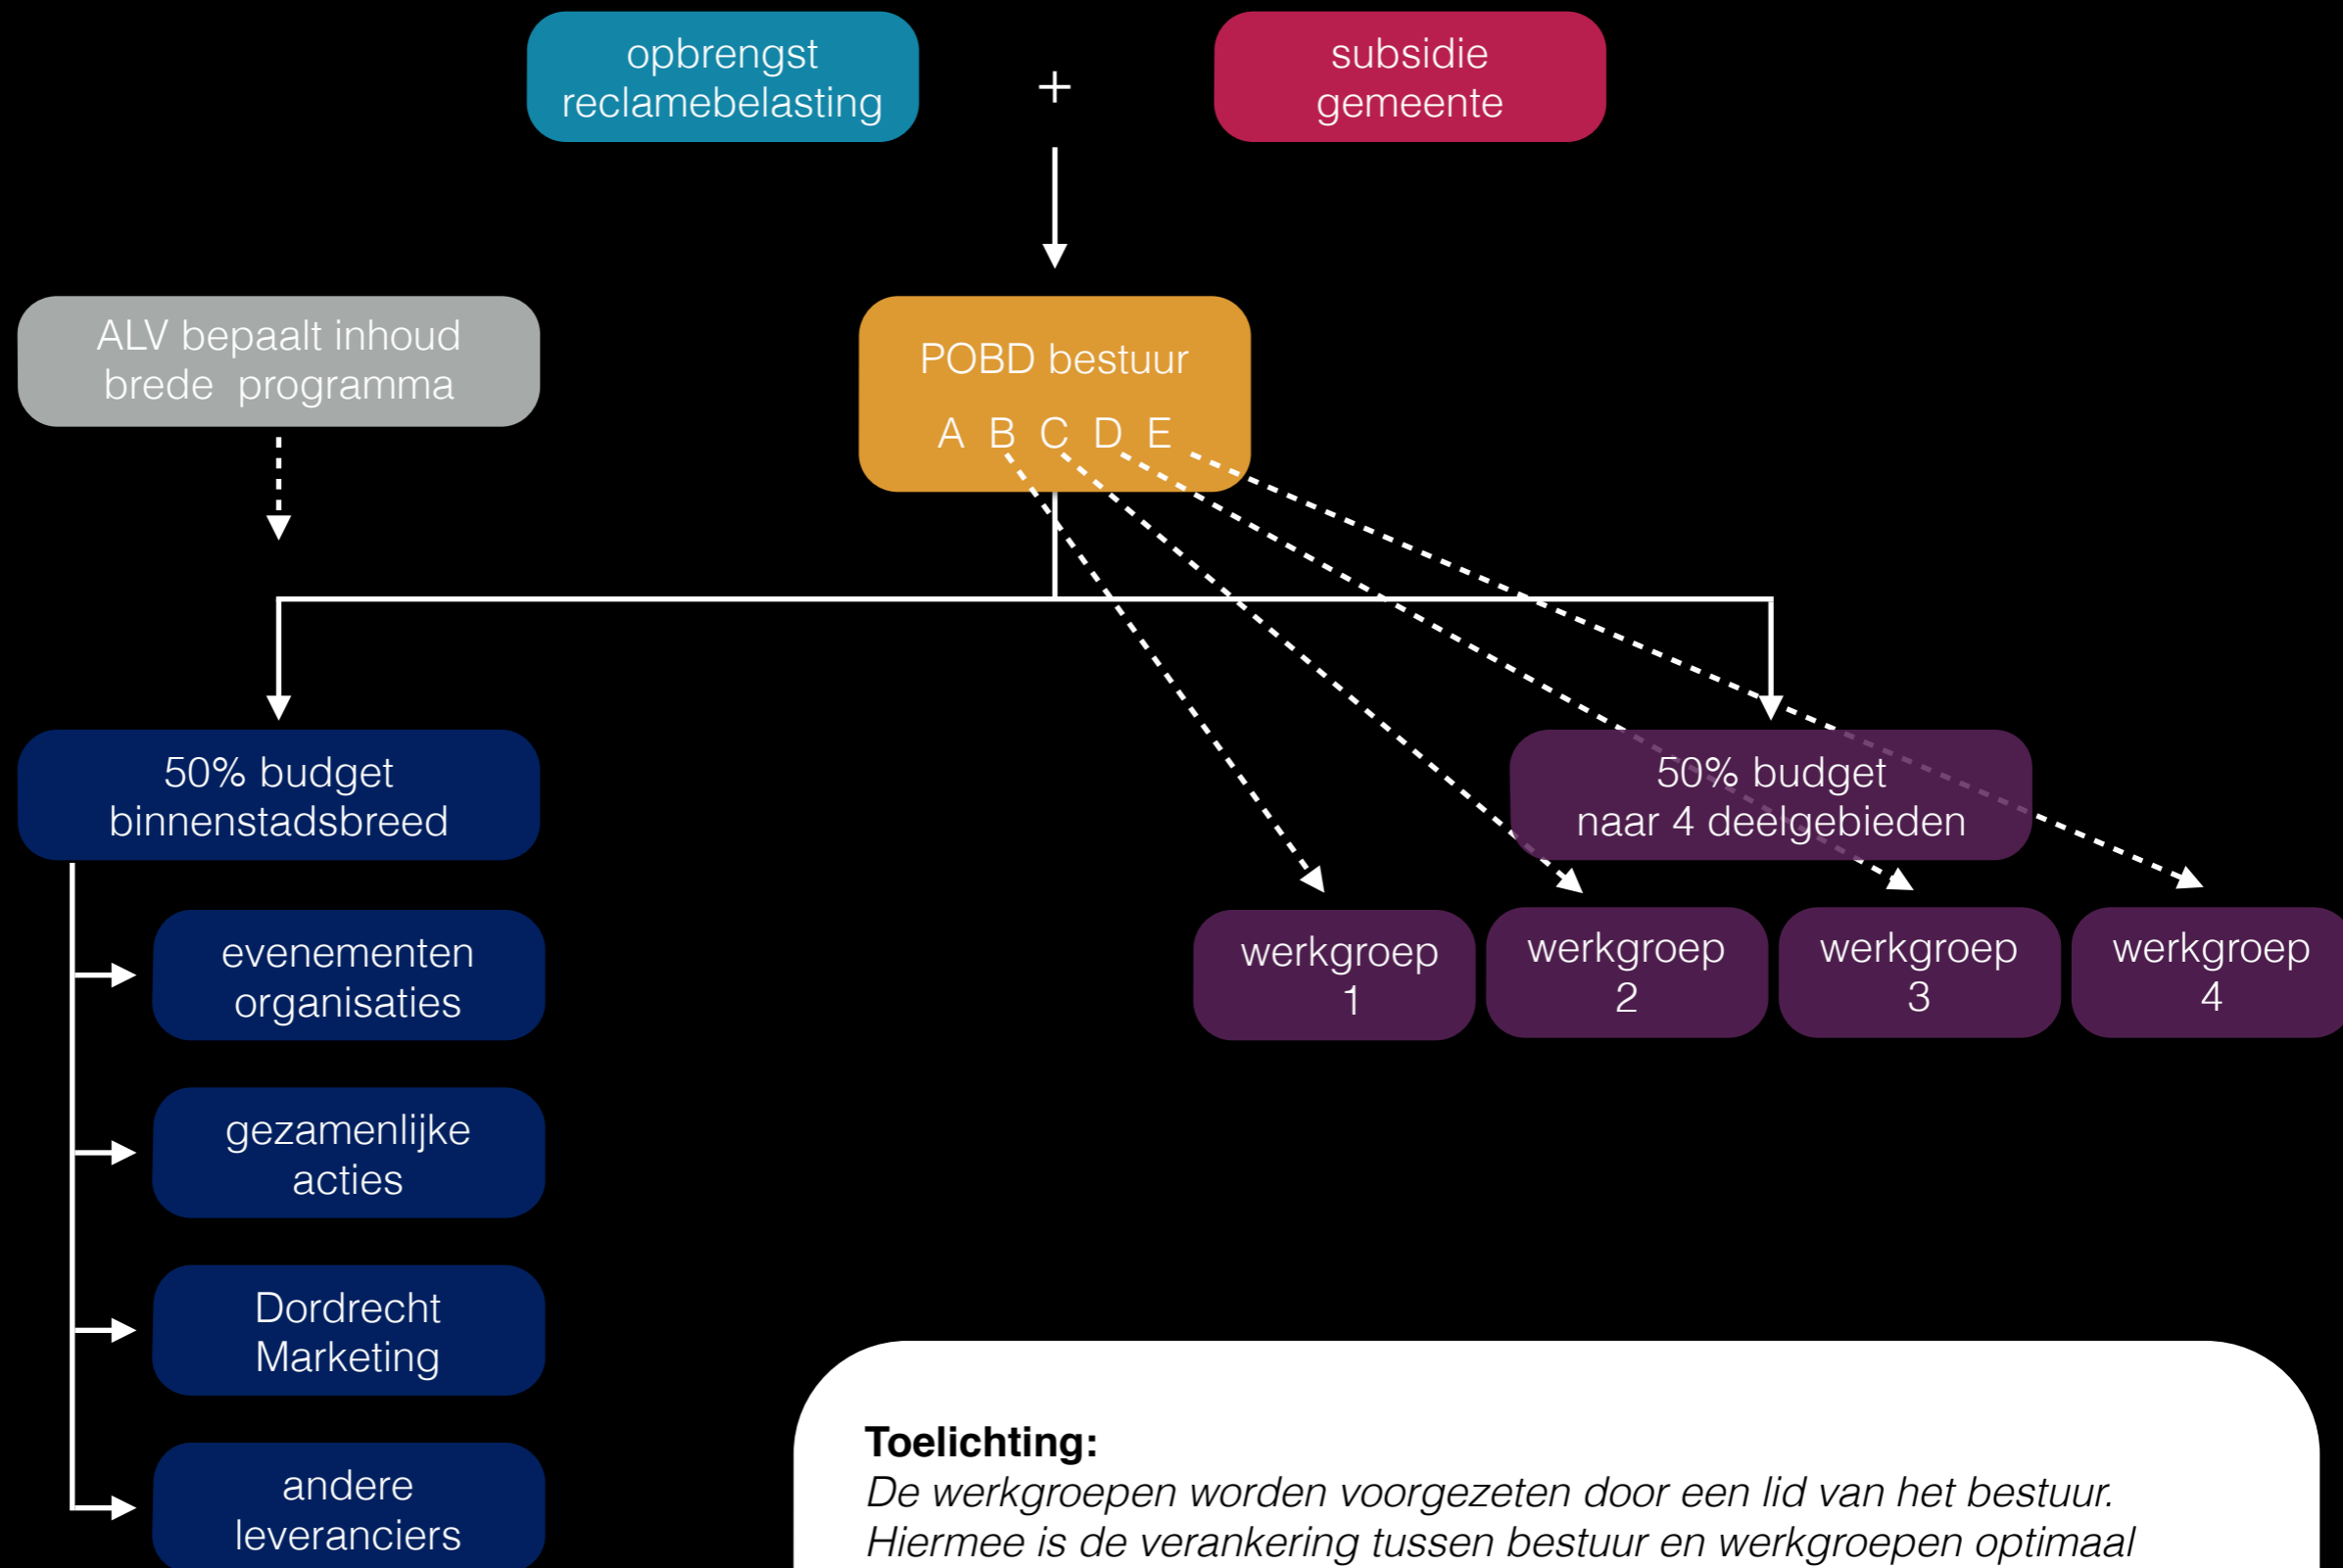 opbrengst
reclamebelasting
+
subsidie
gemeente
ALV bepaalt inhoud
brede programma
POBD bestuur
A B C D E
50% budget
binnenstadsbreed
50% budget
naar 4 deelgebieden
evenementen
organisaties
werkgroep
1
werkgroep
2
werkgroep
3
werkgroep
4
gezamenlijke
acties
Dordrecht
Marketing
andere
leveranciers
Toelichting:
De werkgroepen worden voorgezeten door een lid van het bestuur.
Hiermee is de verankering tussen bestuur en werkgroepen optimaal